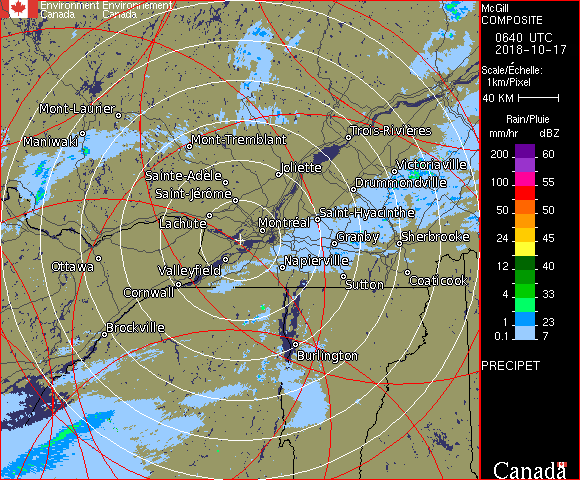 Environment Environnement
Canada Canada
McGill
COMPOSITE
0640 UTC
2018-10-17
Scale/Échelle:
1km/Pixel
40 KM
Rain/Pluie
mm/hr dBZ
200 60
100 55
50 50
24 45
12 40
4 33
1 23
0.1 7
PRECIPET
Canada
Mont-Laurier
Maniwaki
Mont-Tremblant
Trois-Rivières
Joliette
Victoriaville
Sainte-Adèle
Drummondville
Saint-Jérôme
Lachute
Saint-Hyacinthe
Montréal
Granby
Sherbrooke
Ottawa
Valleyfield
Napierville
Cornwall
Sutton
Coaticook
Brockville
Burlington